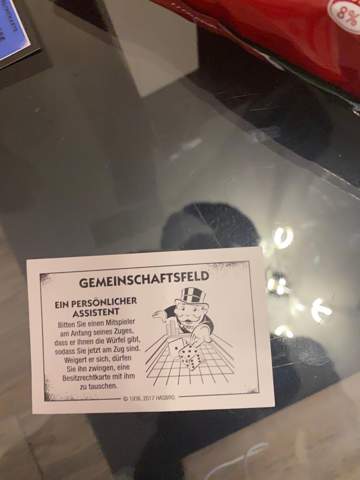 8%
GEMEINSCHAFTSFELD
EIN PERSÖNLICHER
ASSISTENT
Bitten Sie einen Mitspieler
am Anfang seines Zuges,
dass er Ihnen die Würfel gibt,
sodass Sie jetzt am Zug sind.
Weigert er sich, dürfen
Sie ihn zwingen, eine
Besitzrechtkarte mit ihm
zu tauschen.
© 1935, 2017 HASBRO.